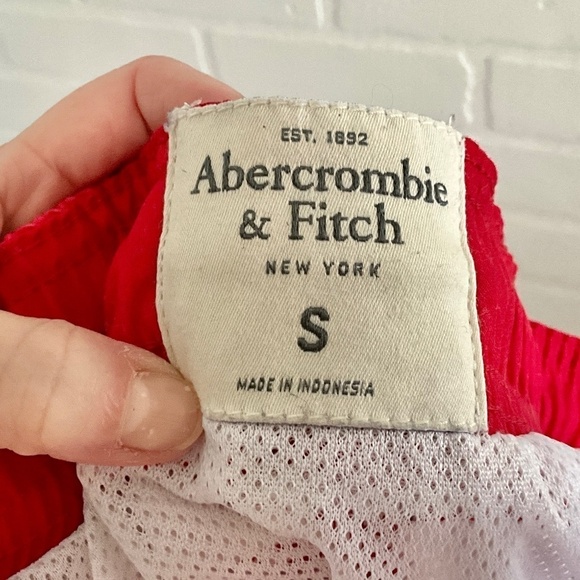 EST. 1892
Abercrombie
& Fitch
NEW YORK
S
MADE IN INDONESIA